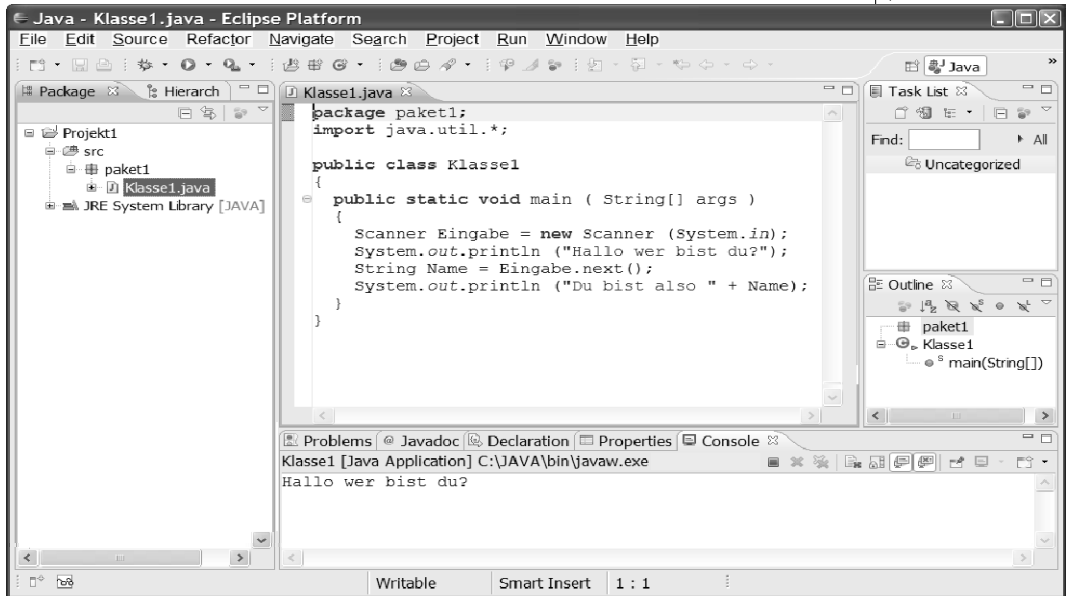 Java - Klasse1.java - Eclipse Platform
File Edit Source Refactor Navigate Search Project Run Window Help
Java
»
Package
Hierarch
Projekt1
src
paket1
Klasse1.java
JRE System Library [JAVA]
Klasse1.java
package paket1;
import java.util.*;
public class Klasse1
{
public static void main ( String[] args )
{
Scanner Eingabe = new Scanner (System.in);
System.out.println ("Hallo wer bist du?");
String Name = Eingabe.next();
System.out.println ("Du bist also " + Name);
}
}
Task List
Find:
All
Uncategorized
Outline
paket1
Klasse1
main(String[])
Problems @ Javadoc Declaration Properties Console
Klasse1 [Java Application] C:\JAVA\bin\javaw.exe
Hallo wer bist du?
Writable Smart Insert 1 : 1